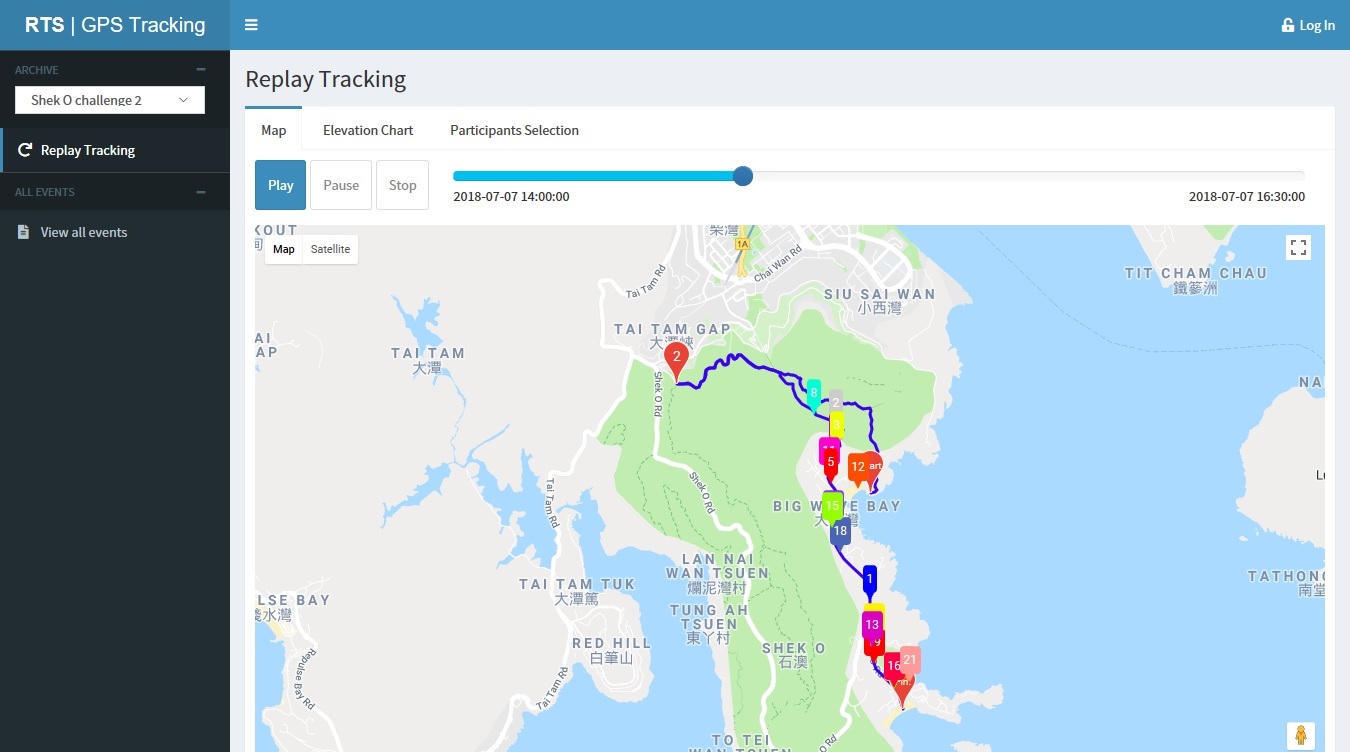 RTS | GPS Tracking
Log In
ARCHIVE
Shek O challenge 2
Replay Tracking
ALL EVENTS
View all events
Replay Tracking
Map
Elevation Chart
Participants Selection
Play
Pause
Stop
2018-07-07 14:00:00
2018-07-07 16:30:00
KOUT
Map
Satellite
柴灣
1A
Chai Wan Rd
Tai Tam Rd
TIT CHAM CHAU
鐵篸洲
SIU SAI WAN
小西灣
TAI TAM GAP
大潭峽
AI
AP
TAI TAM
大潭
2
Shek O Rd
NA
8
2
3
11
5
12
art
Shek O Rd
Tai Tam Rd
BIG WAVE BAY
大灣
15
18
LAN NAI
WAN TSUEN
爛泥灣村
TATHONG
南堂
TAI TAM TUK
大潭篤
1
LSE BAY
淺水灣
TUNG AH
TSUEN
東丫村
13
9
RED HILL
白筆山
SHEK O
石澳
16
21
Fin.
Repulse Bay Rd
Tai Tam Rd
TO TEI
WAN TSUEN
O Rd